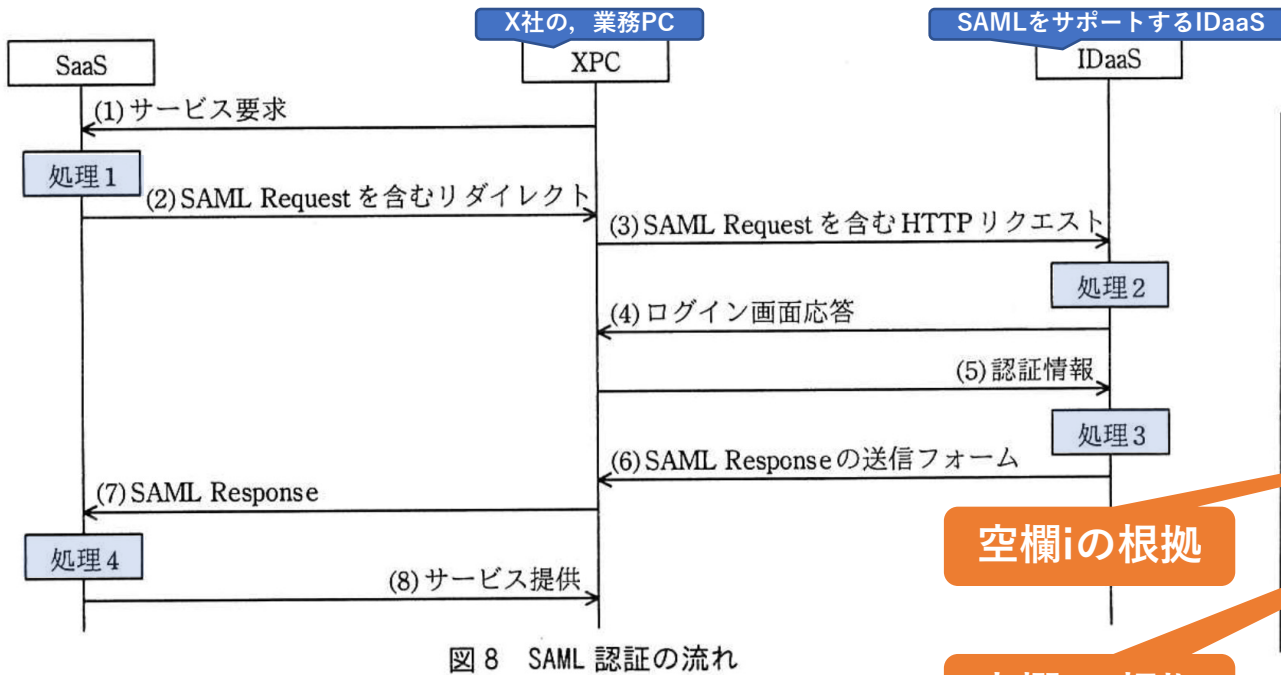 X社の，業務PC
SAMLをサポートするIDaaS
SaaS
XPC
IDaaS
(1)サービス要求
処理1
(2)SAML Requestを含むリダイレクト
(3)SAML Requestを含むHTTPリクエスト
処理2
(4)ログイン画面応答
(5)認証情報
処理3
(6)SAML Responseの送信フォーム
(7)SAML Response
空欄iの根拠
処理4
(8)サービス提供
図8 SAML認証の流れ